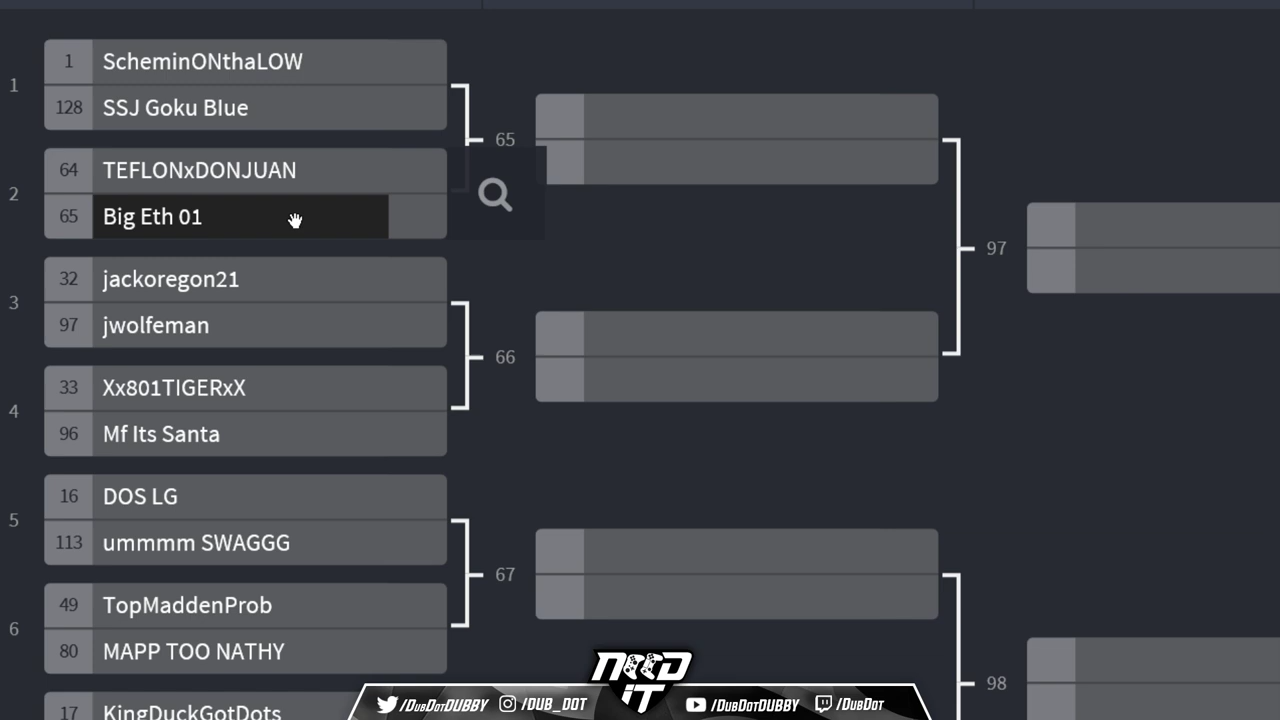 1
1 ScheminONthaLOW
128 SSJ Goku Blue
65
2
64 TEFLONxDONJUAN
65 Big Eth 01
97
3
32 jackoregon21
97 jwolfeman
66
4
33 Xx801TIGERxX
96 Mf Its Santa
5
16 DOS LG
113 ummmm SWAGGG
67
6
49 TopMaddenProb
80 MAPP TOO NATHY
98
17 KingDuckGotDots
NEED
IT
/DubDotDUBBY /DUB_DOT /DubDotDUBBY /DubDot